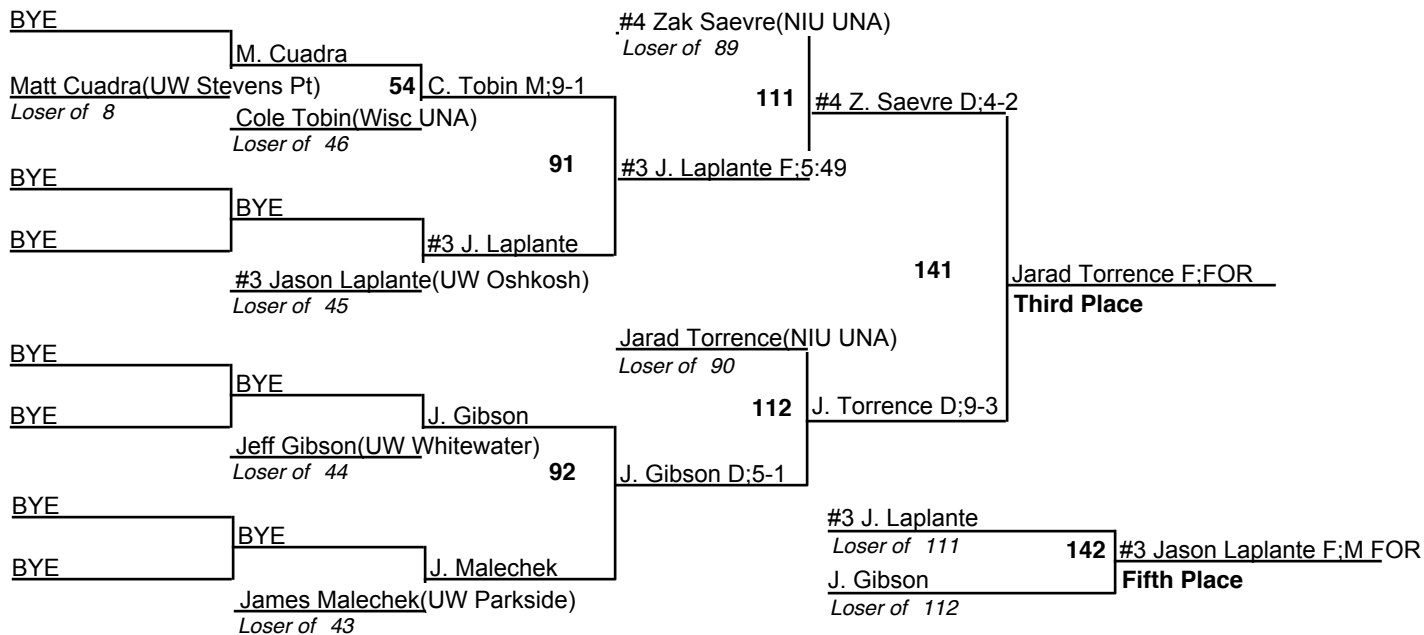 BYE
#4 Zak Saevre(NIU UNA)
Loser of 89
M. Cuadra
Matt Cuadra(UW Stevens Pt)
Loser of 8
54
C. Tobin M;9-1
111
#4 Z. Saevre D;4-2
Cole Tobin(Wisc UNA)
Loser of 46
91
#3 J. Laplante F;5:49
BYE
BYE
BYE
#3 J. Laplante
#3 Jason Laplante(UW Oshkosh)
Loser of 45
141
Jarad Torrence F;FOR
Third Place
Jarad Torrence(NIU UNA)
Loser of 90
BYE
BYE
BYE
J. Gibson
112
J. Torrence D;9-3
Jeff Gibson(UW Whitewater)
Loser of 44
92
J. Gibson D;5-1
BYE
BYE
BYE
J. Malechek
James Malechek(UW Parkside)
Loser of 43
#3 J. Laplante
Loser of 111
142
#3 Jason Laplante F;M FOR
Fifth Place
J. Gibson
Loser of 112